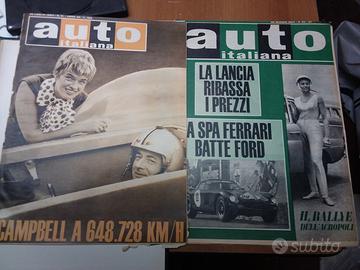 auto
italiana
CAMPBELL A 648,728 KM/H
auto
italiana
LA LANCIA
RIBASSA
I PREZZI
A SPA FERRARI
BATTE FORD
IL RALLYE
DELL'ACROPOLI
subito